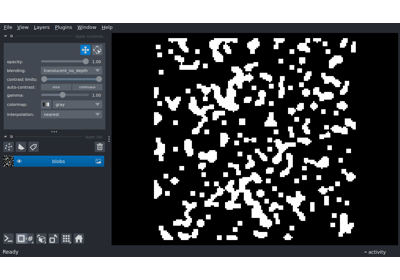 File View Layers Plugins Window Help
opacity: 1.00
blending: translucent_no_depth
contrast limits:
auto-contrast: once continuous
gamma: 1.00
colormap: gray
interpolation: nearest
blobs
Ready activity